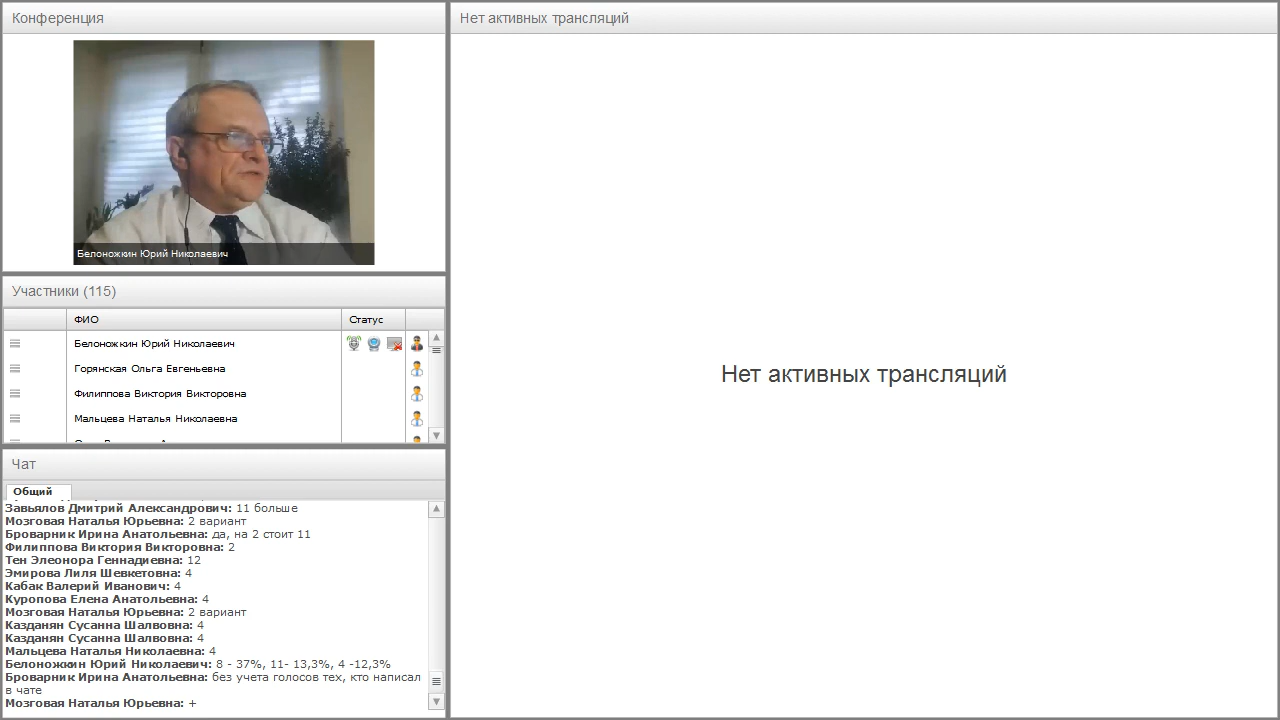 Конференция
Нет активных трансляций
Белоножкин Юрий Николаевич
Участники (115)
ФИО
Статус
Белоножкин Юрий Николаевич
Горянская Ольга Евгеньевна
Филиппова Виктория Викторовна
Мальцева Наталья Николаевна
Нет активных трансляций
Чат
Общий
Завьялов Дмитрий Александрович: 11 больше
Мозговая Наталья Юрьевна: 2 вариант
Броварник Ирина Анатольевна: да, на 2 стоит 11
Филиппова Виктория Викторовна: 2
Тен Элеонора Геннадиевна: 12
Эмирова Лиля Шевкетовна: 4
Кабак Валерий Иванович: 4
Куропова Елена Анатольевна: 4
Мозговая Наталья Юрьевна: 2 вариант
Казданян Сусанна Шалвовна: 4
Казданян Сусанна Шалвовна: 4
Мальцева Наталья Николаевна: 4
Белоножкин Юрий Николаевич: 8 - 37%, 11- 13,3%, 4 -12,3%
Броварник Ирина Анатольевна: без учета голосов тех, кто написал
в чате
Мозговая Наталья Юрьевна: +